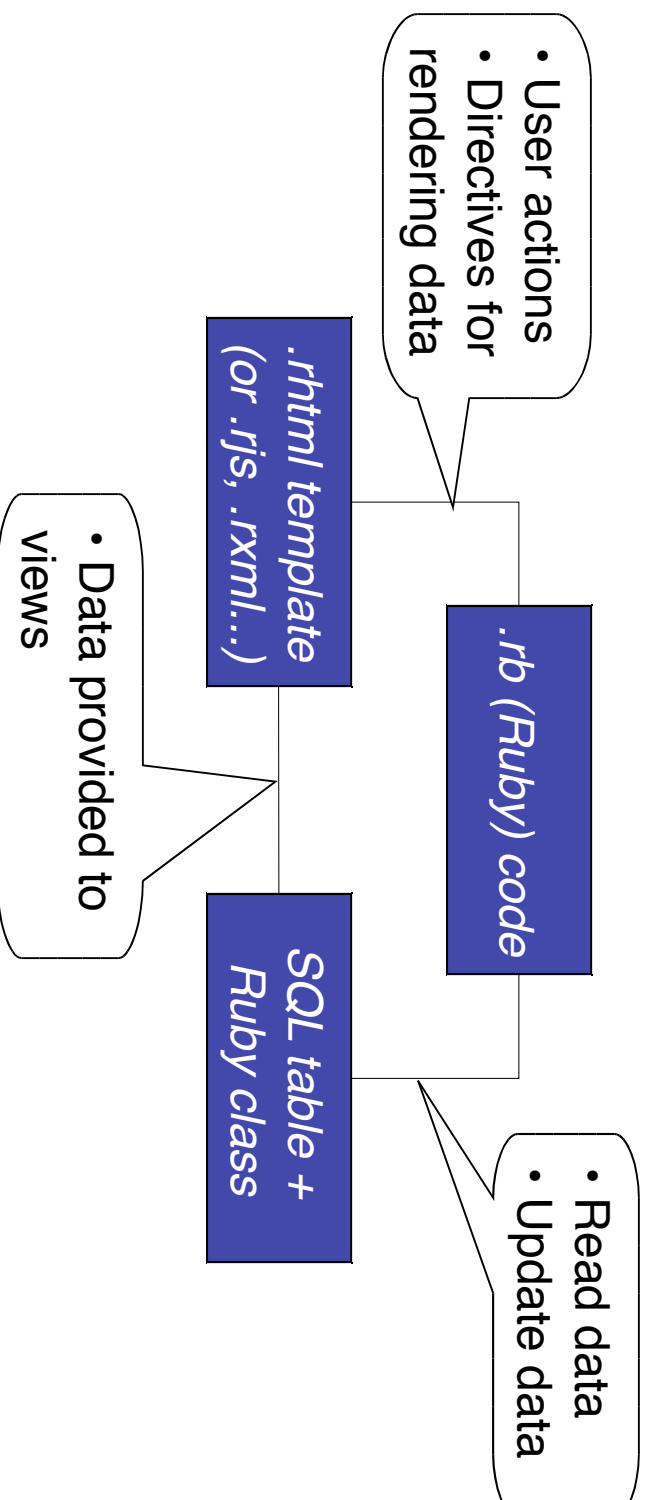 • User actions
• Directives for
rendering data
.rb (Ruby) code
• Read data
• Update data
.rhtml template
(or .rjs, .rxml...)
SQL table +
Ruby class
• Data provided to
views